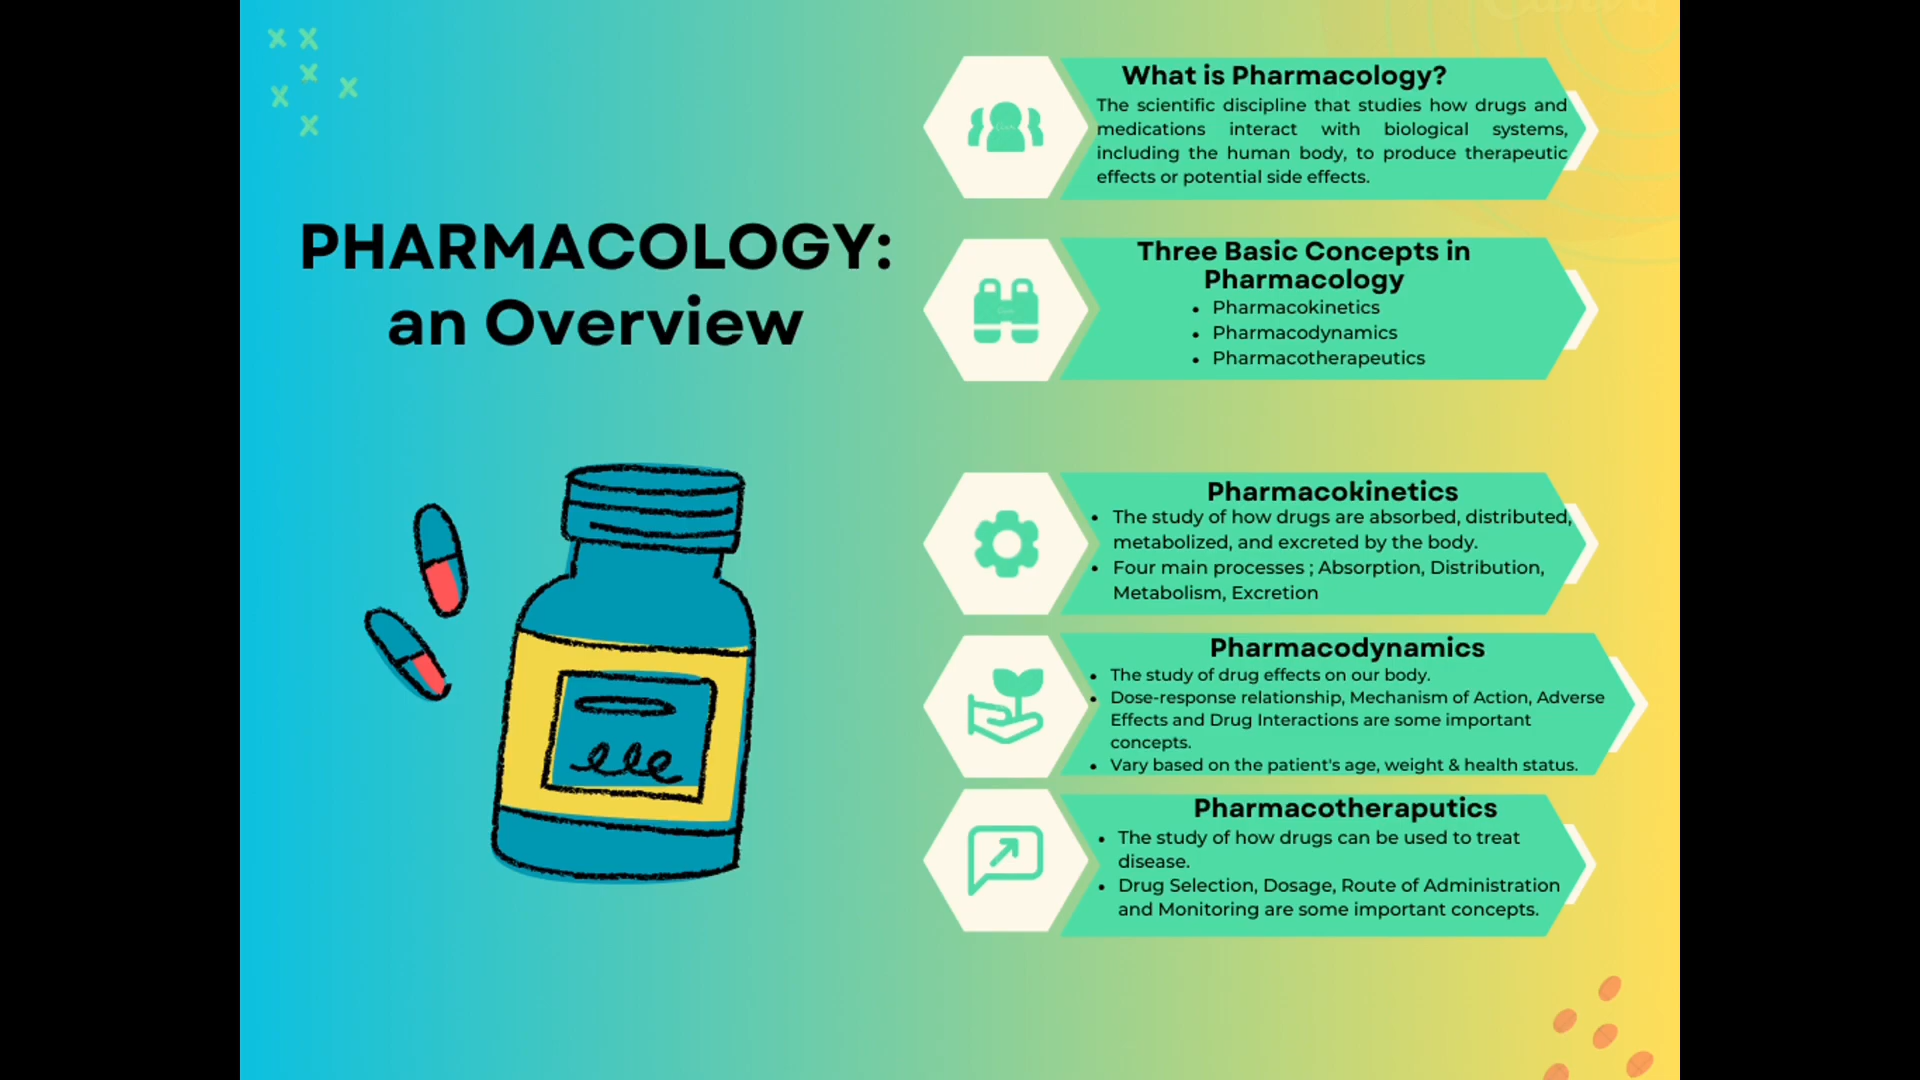 PHARMACOLOGY:
an Overview
What is Pharmacology?
The scientific discipline that studies how drugs and
medications interact with biological systems,
including the human body, to produce therapeutic
effects or potential side effects.
Three Basic Concepts in
Pharmacology
• Pharmacokinetics
• Pharmacodynamics
• Pharmacotherapeutics
Pharmacokinetics
• The study of how drugs are absorbed, distributed,
metabolized, and excreted by the body.
• Four main processes ; Absorption, Distribution,
Metabolism, Excretion
Pharmacodynamics
• The study of drug effects on our body.
• Dose-response relationship, Mechanism of Action, Adverse
Effects and Drug Interactions are some important
concepts.
• Vary based on the patient's age, weight & health status.
Pharmacotheraputics
• The study of how drugs can be used to treat
disease.
• Drug Selection, Dosage, Route of Administration
and Monitoring are some important concepts.